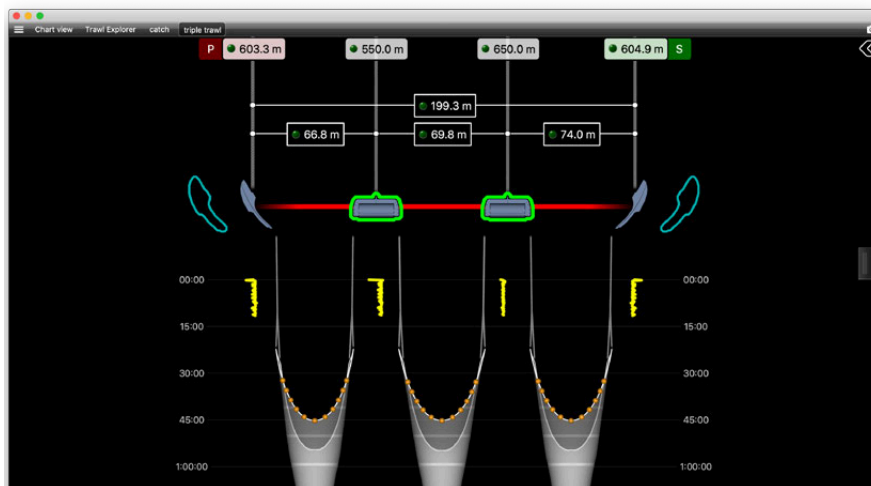 Chart view Trawl Explorer catch triple trawl
P 603.3 m 550.0 m 650.0 m 604.9 m S
199.3 m
66.8 m 69.8 m 74.0 m
00:00 00:00
15:00 15:00
30:00 30:00
45:00 45:00
1:00:00 1:00:00